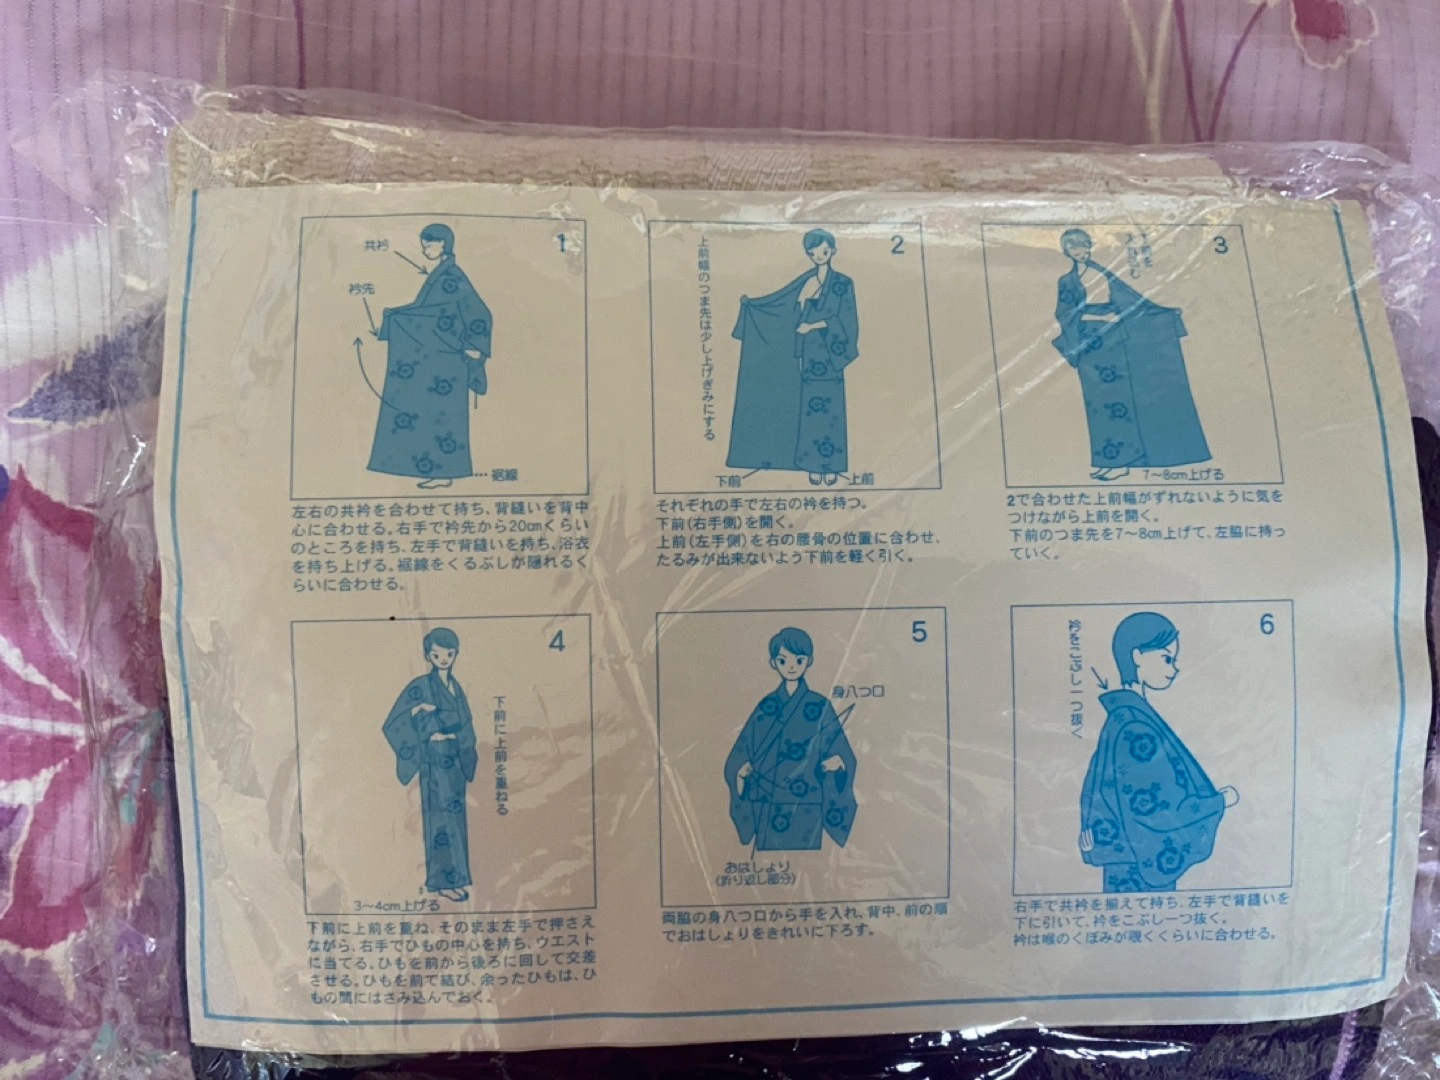 1
共衿
衿先
裾線
左右の共衿を合わせて持ち、背縫いを背中
心に合わせる。右手で衿先から20cmくらい
のところを持ち、左手で背縫いを持ち、浴衣
を持ち上げる。裾線をくるぶしが隠れるく
らいに合わせる。
2
上前幅のつま先は少し上げぎみにする
下前
上前
それぞれの手で左右の衿を持つ。
下前(右手側)を開く。
上前(左手側)を右の腰骨の位置に合わせ、
たるみが出来ないよう下前を軽く引く。
3
7〜8cm上げる
2で合わせた上前幅がずれないように気を
つけながら上前を開く。
下前のつま先を7〜8cm上げて、左脇に持っ
ていく。
4
下前に上前を重ねる
3〜4cm上げる
下前に上前を重ね、そのまま左手で押さえ
ながら、右手でひもの中心を持ち、ウエスト
に当てる。ひもを前から後ろに回して交差
させる。ひもを前で結び、余ったひもは、ひ
もの間にはさみ込んでおく。
5
身八つ口
おはしょり
(折り返し部分)
両脇の身八つ口から手を入れ、背中、前の順
でおはしょりをきれいに下ろす。
6
衿をこぶし一つ抜く
右手で共衿を揃えて持ち、左手で背縫いを
下に引いて、衿をこぶし一つ抜く。
衿は喉のくぼみが覗くくらいに合わせる。